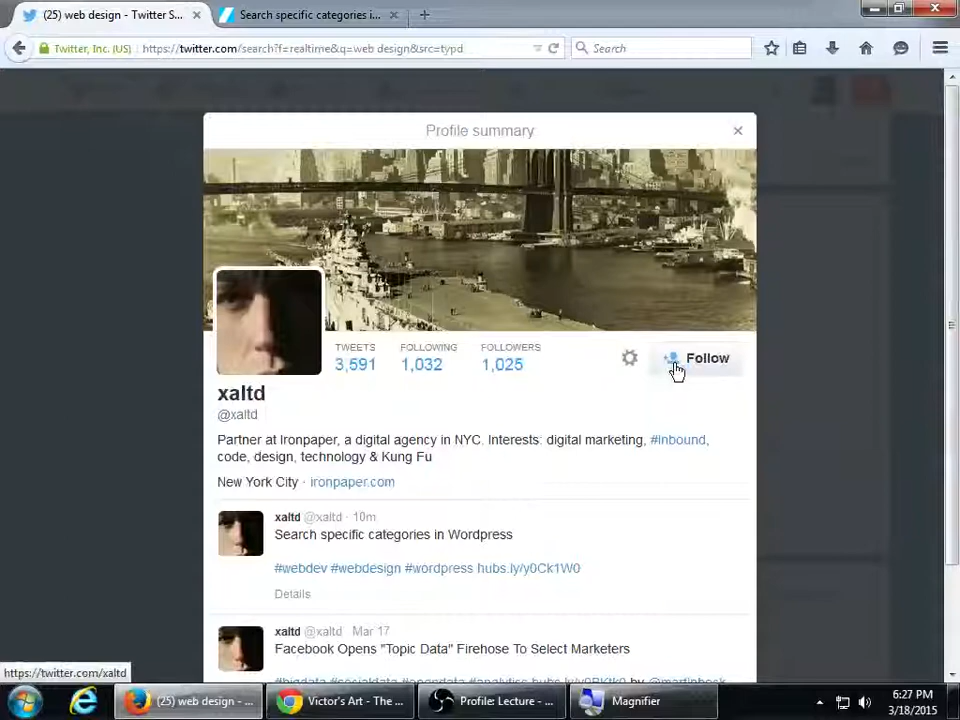 (25) web design - Twitter S...
Search specific categories i...
Twitter, Inc. (US)
https://twitter.com/search?f=realtime&q=web design&src=typd
Search
Profile summary
TWEETS
FOLLOWING
FOLLOWERS
3,591
1,032
1,025
Follow
xaltd
@xaltd
Partner at Ironpaper, a digital agency in NYC. Interests: digital marketing, #inbound,
code, design, technology & Kung Fu
New York City · ironpaper.com
xaltd @xaltd · 10m
Search specific categories in Wordpress
#webdev #webdesign #wordpress hubs.ly/y0Ck1W0
Details
xaltd @xaltd Mar 17
Facebook Opens "Topic Data" Firehose To Select Marketers
#bigdata #socialdata #opendata #analytics
https://twitter.com/xaltd
(25) web design - ...
Victor's Art - The ...
Profile: Lecture - ...
Magnifier
6:27 PM
3/18/2015